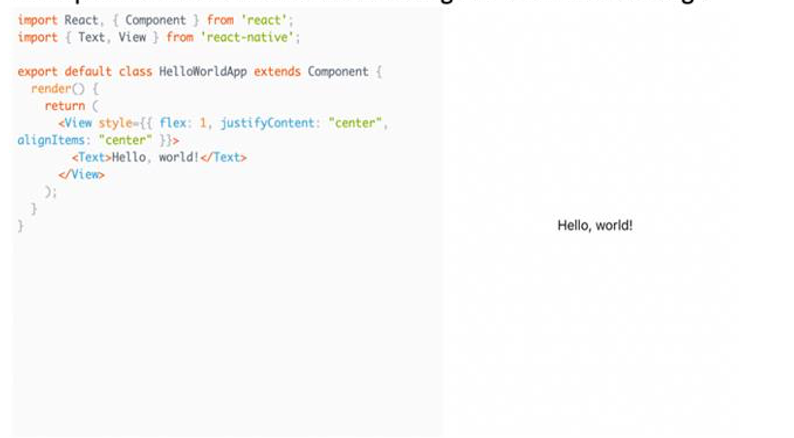 import React, { Component } from 'react';
import { Text, View } from 'react-native';
export default class HelloWorldApp extends Component {
render() {
return (
<View style={{ flex: 1, justifyContent: "center",
alignItems: "center" }}>
<Text>Hello, world!</Text>
</View>
);
}
}
Hello, world!